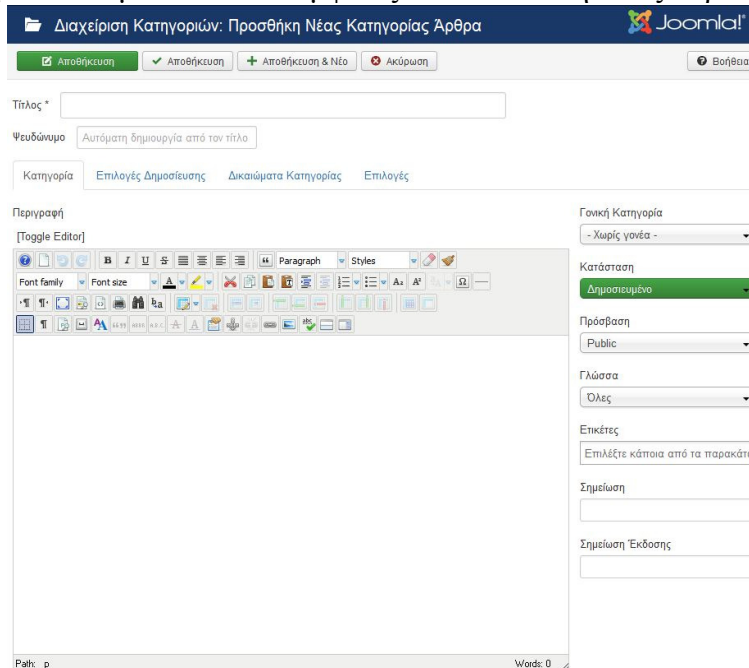 Διαχείριση Κατηγοριών: Προσθήκη Νέας Κατηγορίας Άρθρα
Joomla!
Αποθήκευση Αποθήκευση Αποθήκευση & Νέο Ακύρωση Βοήθεια
Τίτλος *
Ψευδώνυμο Αυτόματη δημιουργία από τον τίτλο
Κατηγορία Επιλογές Δημοσίευσης Δικαιώματα Κατηγορίας Επιλογές
Περιγραφή
[Toggle Editor]
Paragraph Styles
Font family Font size
Path: p Words: 0
Γονική Κατηγορία
- Χωρίς γονέα -
Κατάσταση
Δημοσιευμένο
Πρόσβαση
Public
Γλώσσα
Όλες
Ετικέτες
Επιλέξτε κάποια από τα παρακάτ
Σημείωση
Σημείωση Έκδοσης